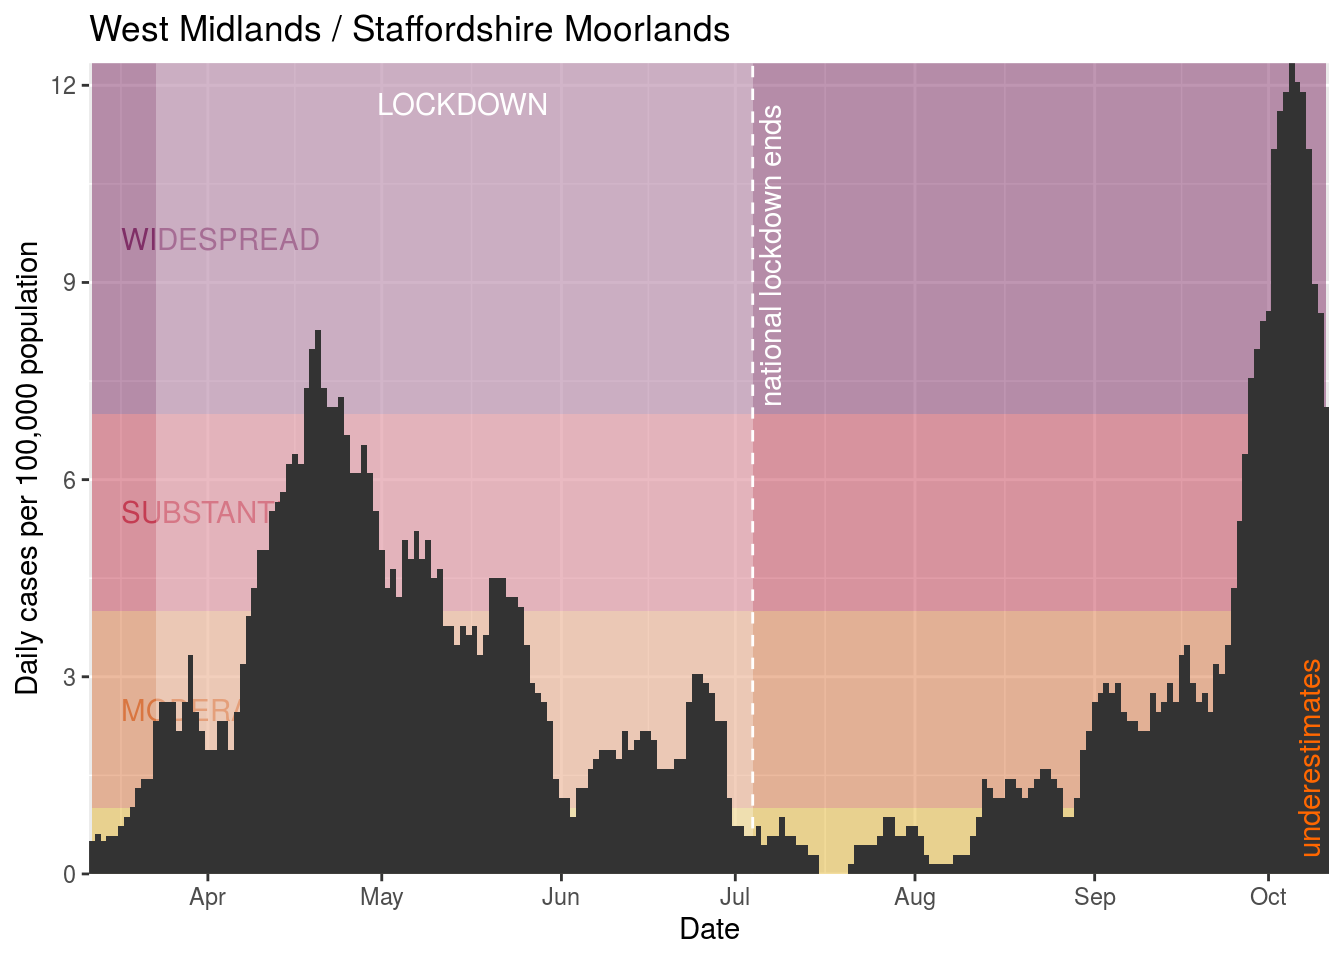 West Midlands / Staffordshire Moorlands
Daily cases per 100,000 population
12
9
6
3
0
LOCKDOWN
WIDESPREAD
SUBSTANT
MODERA
national lockdown ends
underestimates
Apr May Jun Jul Aug Sep Oct
Date